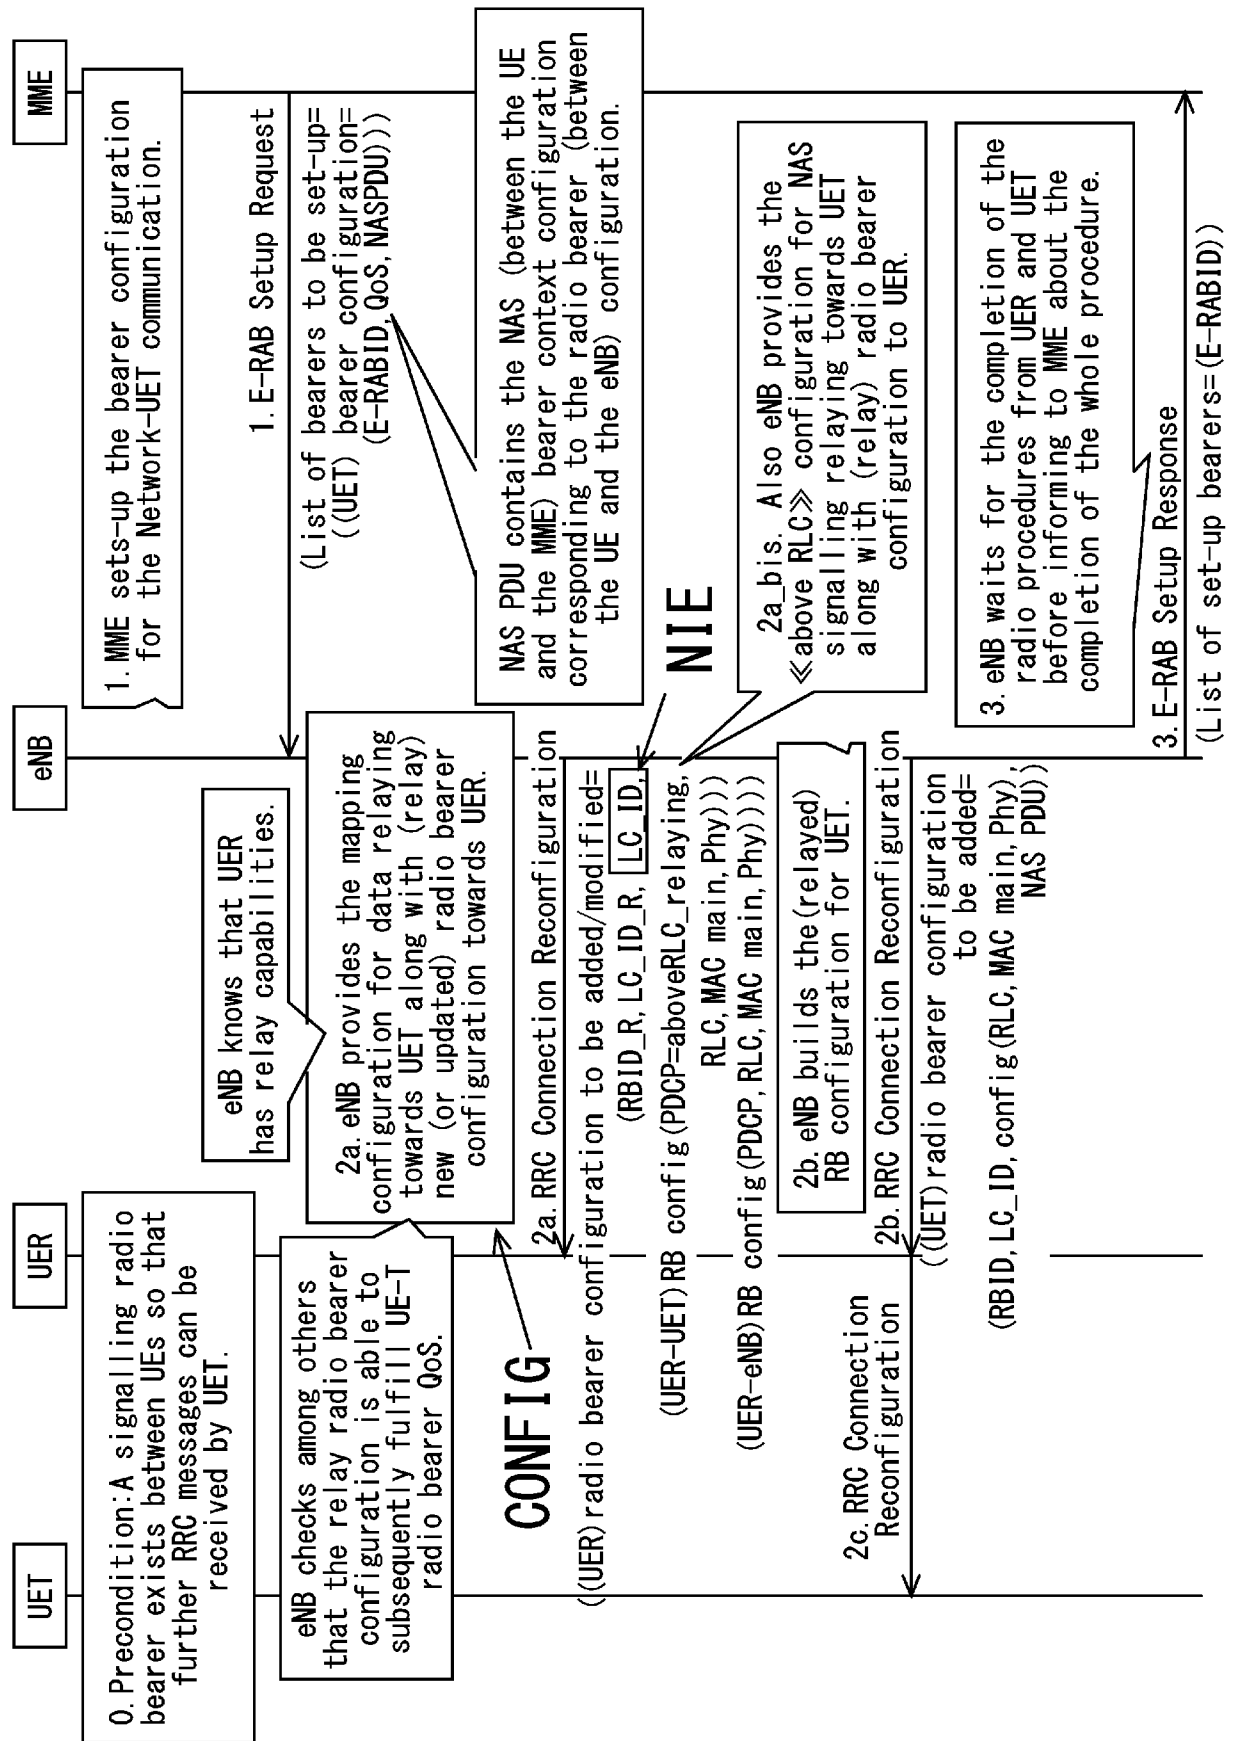 UET
UER
eNB
MME
0.Precondition:A signalling radio
bearer exists between UEs so that
further RRC messages can be
received by UET.
eNB knows that UER
has relay capabilities.
1. MME sets-up the bearer configuration
for the Network-UET communication.
1. E-RAB Setup Request
(List of bearers to be set-up=
((UET) bearer configuration=
(E-RABID, QoS, NASPDU)))
eNB checks among others
that the relay radio bearer
configuration is able to
subsequently fulfill UE-T
radio bearer QoS.
2a. eNB provides the mapping
configuration for data relaying
towards UET along with (relay)
new (or updated) radio bearer
configuration towards UER.
NAS PDU contains the NAS (between the UE
and the MME) bearer context configuration
corresponding to the radio bearer (between
the UE and the eNB) configuration.
CONFIG
2a. RRC Connection Reconfiguration
((UER)radio bearer configuration to be added/modified=
(RBID_R, LC_ID_R, LC_ID,
NIE
(UER-UET)RB config(PDCP=aboveRLC_relaying,
RLC, MAC main, Phy)))
(UER-eNB)RB config(PDCP, RLC, MAC main, Phy))))
2a_bis. Also eNB provides the
≪above RLC≫ configuration for NAS
signalling relaying towards UET
along with (relay) radio bearer
configuration to UER.
2b. eNB builds the(relayed)
RB configuration for UET.
2b. RRC Connection Reconfiguration
((UET)radio bearer configuration
to be added=
(RBID, LC_ID, config(RLC, MAC main, Phy),
NAS PDU))
2c. RRC Connection
Reconfiguration
3. eNB waits for the completion of the
radio procedures from UER and UET
before informing to MME about the
completion of the whole procedure.
3. E-RAB Setup Response
(List of set-up bearers=(E-RABID))